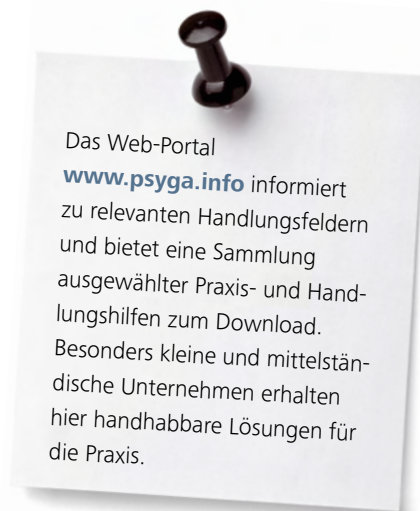 Das Web-Portal
www.psyga.info informiert
zu relevanten Handlungsfeldern
und bietet eine Sammlung
ausgewählter Praxis- und Hand-
lungshilfen zum Download.
Besonders kleine und mittelstän-
dische Unternehmen erhalten
hier handhabbare Lösungen für
die Praxis.